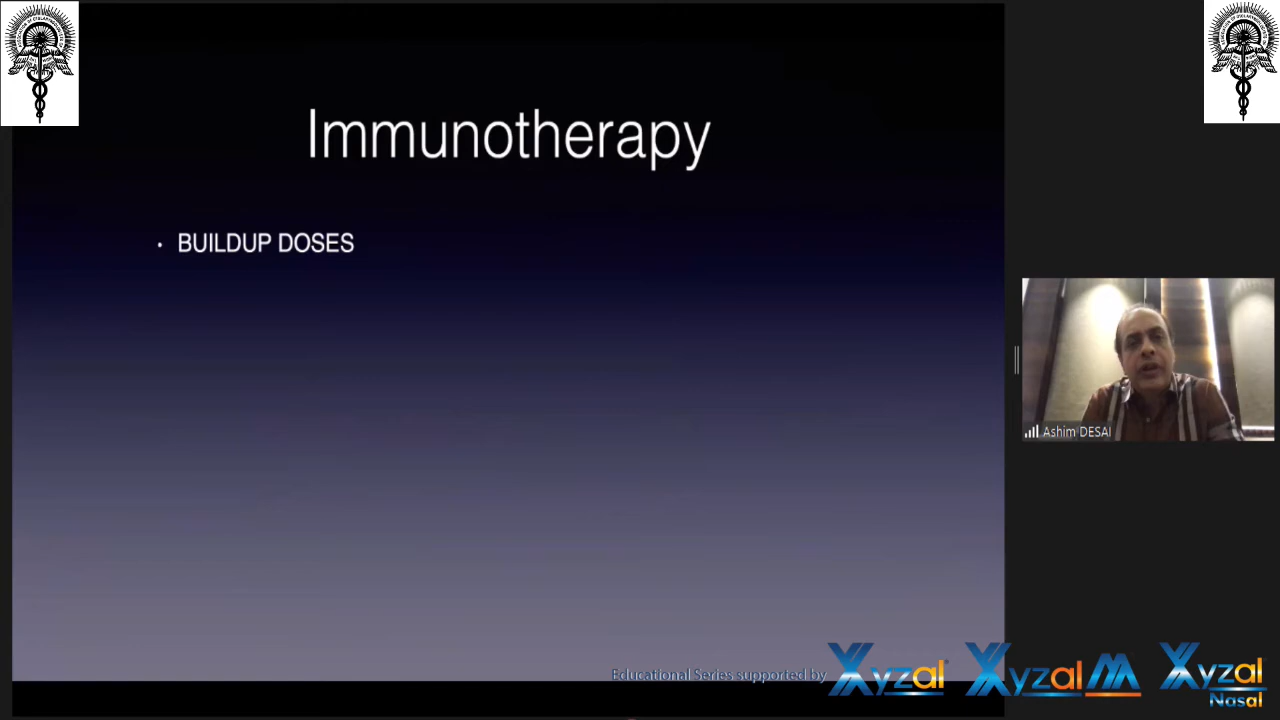 Immunotherapy
• BUILDUP DOSES
Ashim DESAI
Educational Series supported by
Xyzal
Xyzal M
Xyzal
Nasal